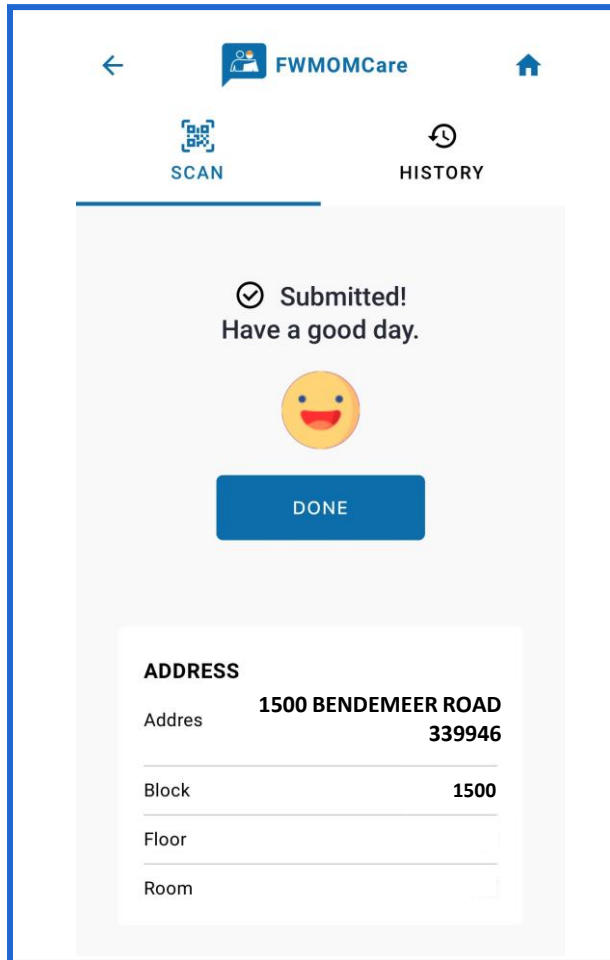 FWMOMCare
SCAN
HISTORY
Submitted!
Have a good day.
DONE
ADDRESS
Addres 1500 BENDEMEER ROAD
339946
Block 1500
Floor
Room